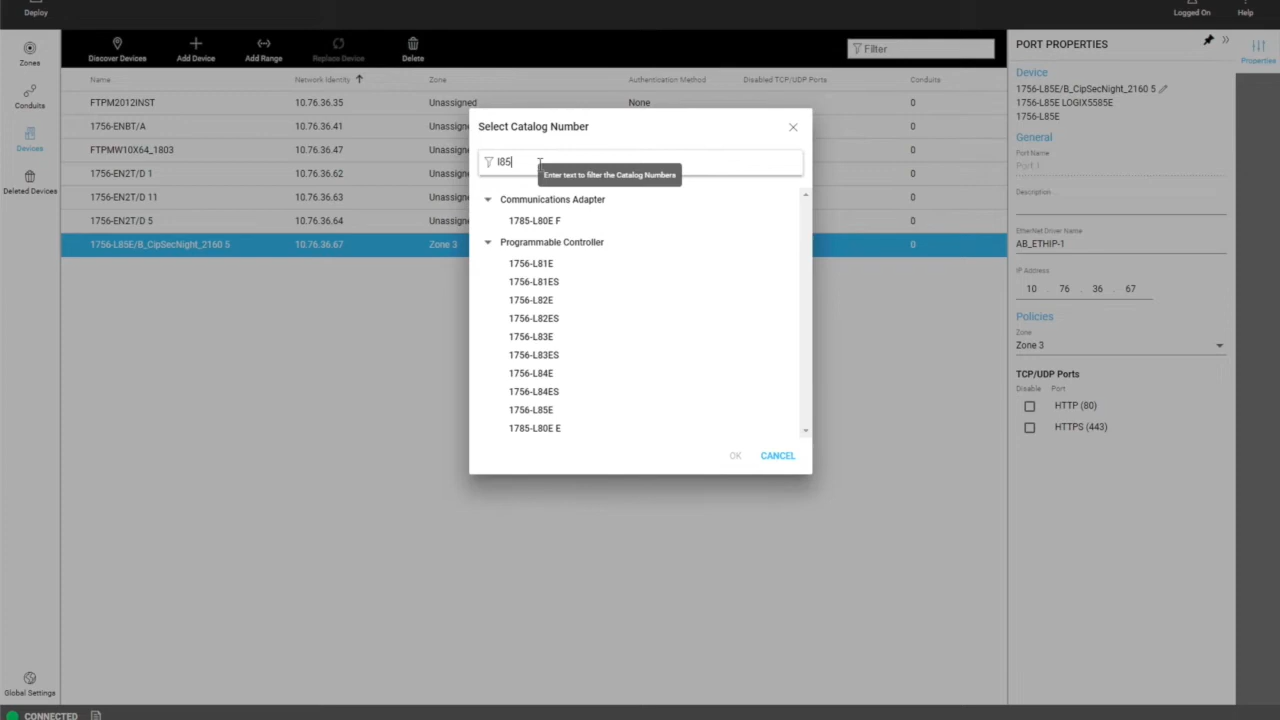 Deploy
Logged On
Help
Zones
Conduits
Devices
Deleted Devices
Global Settings
Discover Devices
Add Device
Add Range
Replace Device
Delete
Filter
Name Network Identity Zone Authentication Method Disabled TCP/UDP Ports Conduits
FTPM2012INST 10.76.36.35 Unassigned None 0
1756-ENBT/A 10.76.36.41 Unassign 0
FTPMW10X64_1803 10.76.36.47 Unassign 0
1756-EN2T/D 1 10.76.36.62 Unassign 0
1756-EN2T/D 11 10.76.36.63 Unassign 0
1756-EN2T/D 5 10.76.36.64 Unassign 0
1756-L85E/B_CipSecNight_2160 5 10.76.36.67 Zone 3 0
Select Catalog Number
l85
Enter text to filter the Catalog Numbers
Communications Adapter
1785-L80E F
Programmable Controller
1756-L81E
1756-L81ES
1756-L82E
1756-L82ES
1756-L83E
1756-L83ES
1756-L84E
1756-L84ES
1756-L85E
1785-L80E E
OK CANCEL
PORT PROPERTIES
Properties
Device
1756-L85E/B_CipSecNight_2160 5
1756-L85E LOGIX5585E
1756-L85E
General
Port Name
Port 1
Description
EtherNet Driver Name
AB_ETHIP-1
IP Address
10 . 76 . 36 . 67
Policies
Zone
Zone 3
TCP/UDP Ports
Disable Port
HTTP (80)
HTTPS (443)
CONNECTED